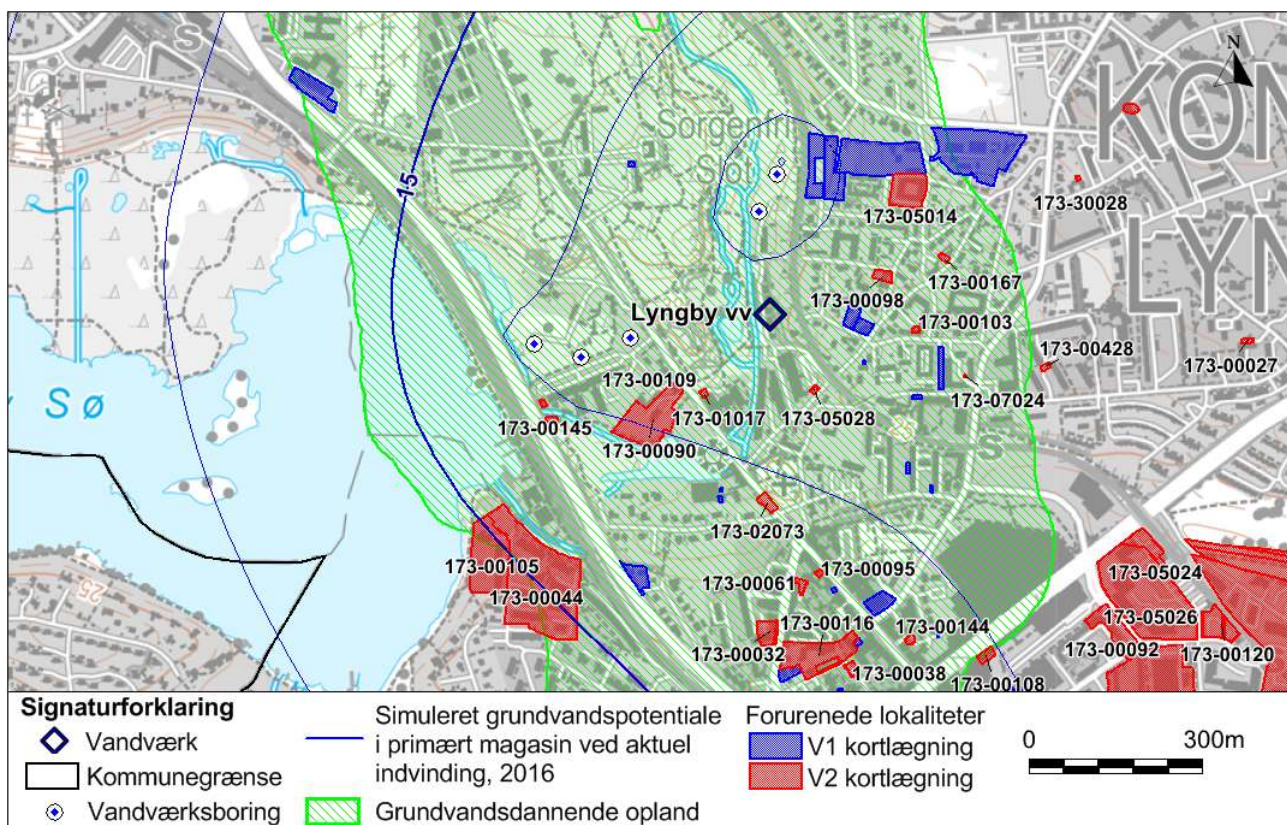 S
N
KON
Sorgenfri
Slot
173-05014
173-30028
15
LYN
S
173-00167
173-00098
Lyngby vv
173-00103
173-00428
173-00027
173-00109
173-07024
Sø
173-01017
173-05028
173-00145
173-00090
25
S
173-02073
173-00105
173-00095
173-05024
173-00061
25
173-00044
173-00116
173-05026
173-00144
173-00032
173-00092
173-00120
173-00038
173-00108
Signaturforklaring
Vandværk
Kommunegrænse
Vandværksboring
Simuleret grundvandspotentiale
i primært magasin ved aktuel
indvinding, 2016
Grundvandsdannende opland
Forurenede lokaliteter
V1 kortlægning
V2 kortlægning
0 300m